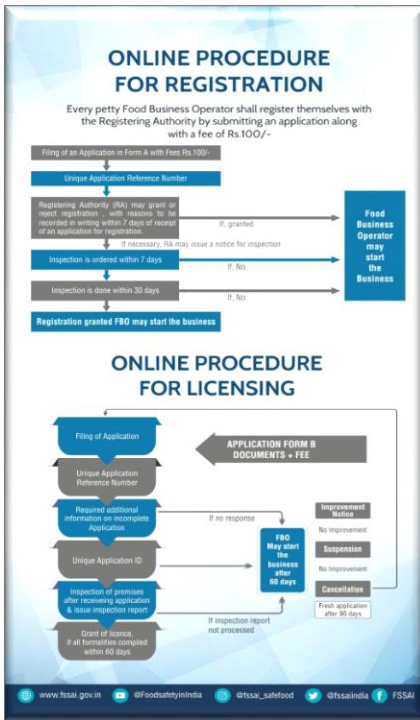 ONLINE PROCEDURE
FOR REGISTRATION
Every petty Food Business Operator shall register themselves with
the Registering Authority by submitting an application along
with a fee of Rs.100/-
Filing of an Application in Form A with Fees Rs.100/-
Unique Application Reference Number
Registering Authority (RA) may grant or
reject registration , with reasons to be
recorded in writing within 7 days of receipt
of an application for registration.
If, granted
If necessary, RA may issue a notice for inspection
Inspection is ordered within 7 days
If, No
Inspection is done within 30 days
If, No
Registration granted FBO may start the business
Food
Business
Operator
may
start
the
Business
ONLINE PROCEDURE
FOR LICENSING
Filing of Application
APPLICATION FORM B
DOCUMENTS + FEE
Unique Application
Reference Number
Required additional
information on incomplete
Application
If no response
Unique Application ID
Inspection of premises
after receiveing application
& issue inspection report
If inspection report
not processed
Grant of licence,
if all formalities compiled
within 60 days
FBO
May start
the
business
after
60 days
Improvement
Notice
No Improvement
Suspension
No Improvement
Cancellation
Fresh application
after 90 days
www.fssai.gov.in
@FoodsafetyinIndia
@fssai_safefood
@fssaiindia
FSSAI